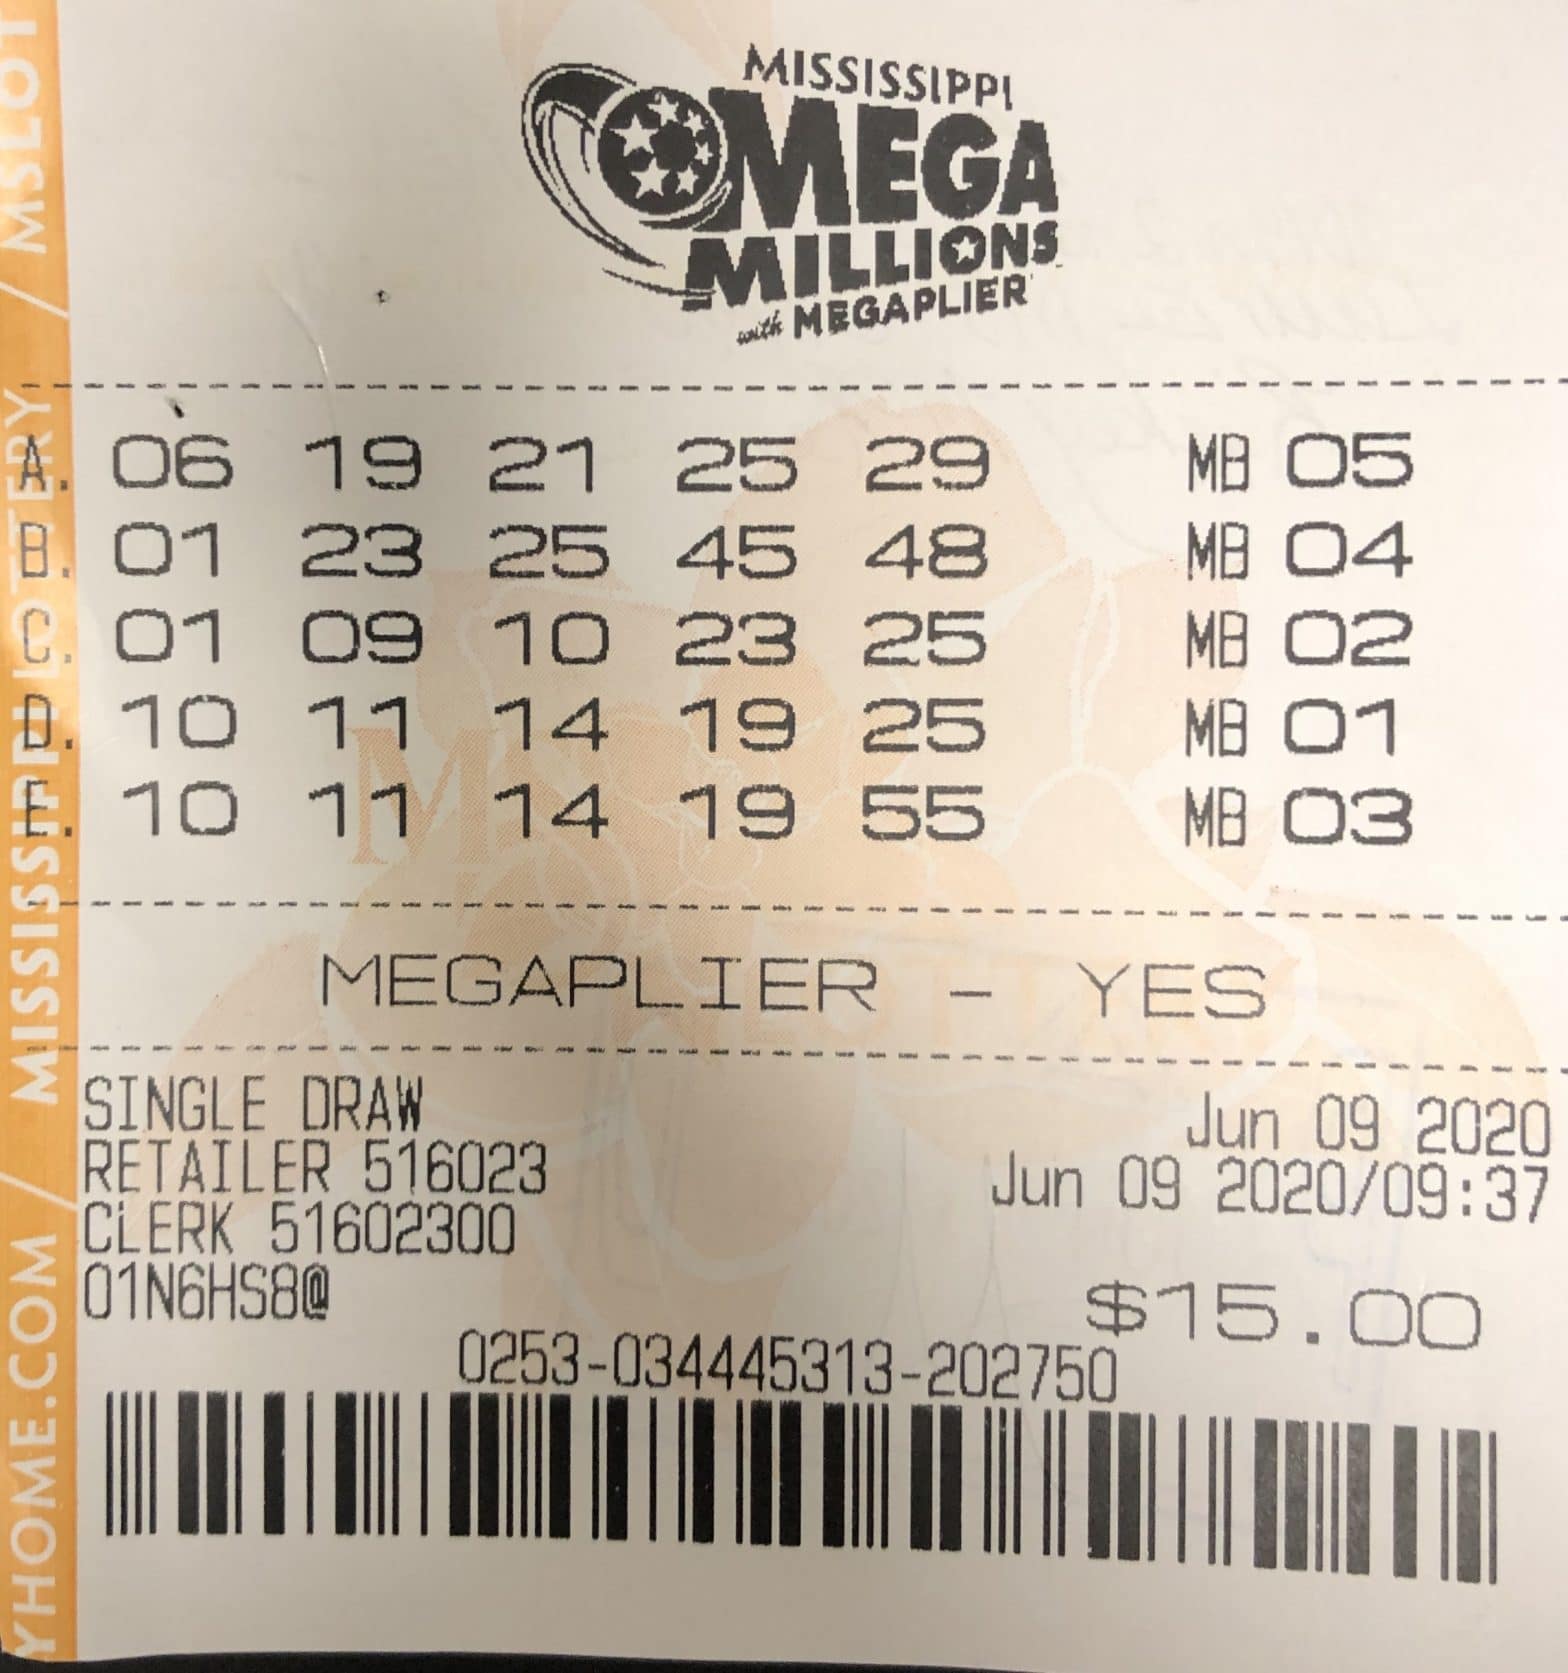 MISSISSIPPI
MEGA
MILLIONS
with MEGAPLIER
A. 06 19 21 25 29 MB 05
B. 01 23 25 45 48 MB 04
C. 01 09 10 23 25 MB 02
D. 10 11 14 19 25 MB 01
E. 10 11 14 19 55 MB 03
MEGAPLIER - YES
SINGLE DRAW Jun 09 2020
RETAILER 516023 Jun 09 2020/09:37
CLERK 51602300
01N6HS8@ $15.00
0253-034445313-202750
YHOME.COM / MISSISSIPPI LOTTERY / MSLOT